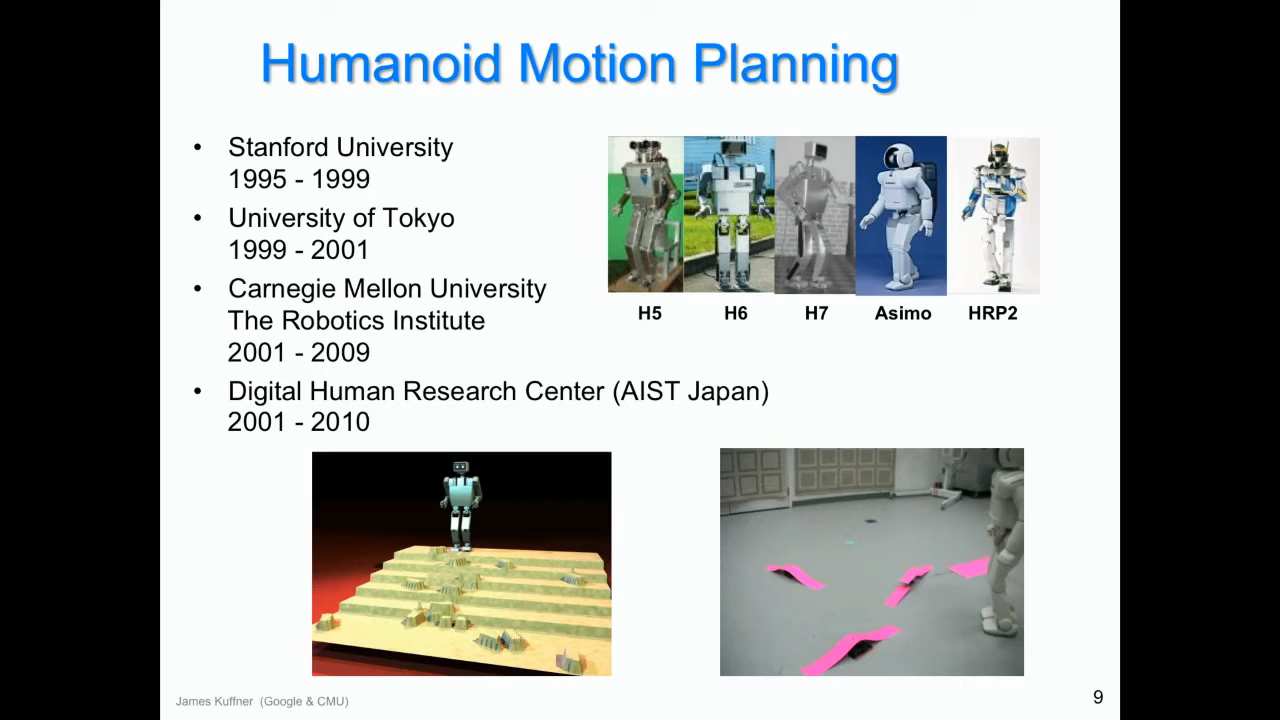 Humanoid Motion Planning
• Stanford University
1995 - 1999
• University of Tokyo
1999 - 2001
• Carnegie Mellon University
The Robotics Institute
2001 - 2009
• Digital Human Research Center (AIST Japan)
2001 - 2010
H5 H6 H7 Asimo HRP2
James Kuffner (Google & CMU)
9